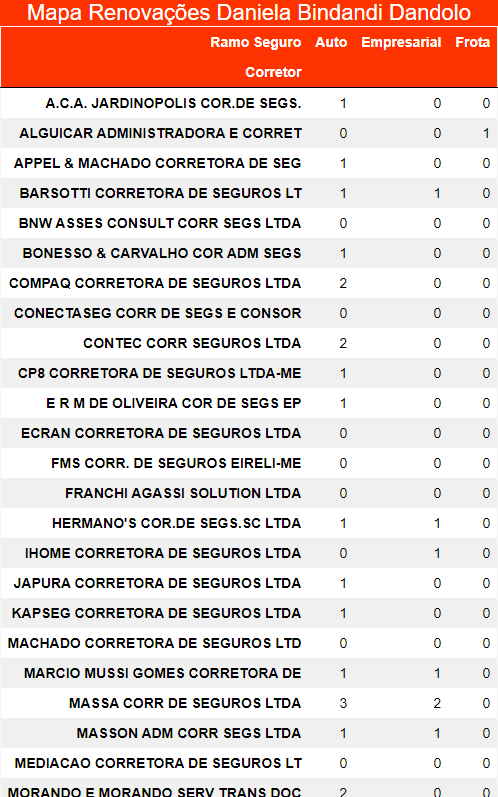 Mapa Renovações Daniela Bindandi Dandolo
Ramo Seguro Auto Empresarial Frota
Corretor
A.C.A. JARDINOPOLIS COR.DE SEGS. 1 0 0
ALGUICAR ADMINISTRADORA E CORRET 0 0 1
APPEL & MACHADO CORRETORA DE SEG 1 0 0
BARSOTTI CORRETORA DE SEGUROS LT 1 1 0
BNW ASSES CONSULT CORR SEGS LTDA 0 0 0
BONESSO & CARVALHO COR ADM SEGS 1 0 0
COMPAQ CORRETORA DE SEGUROS LTDA 2 0 0
CONECTASEG CORR DE SEGS E CONSOR 0 0 0
CONTEC CORR SEGUROS LTDA 2 0 0
CP8 CORRETORA DE SEGUROS LTDA-ME 1 0 0
E R M DE OLIVEIRA COR DE SEGS EP 1 0 0
ECRAN CORRETORA DE SEGUROS LTDA 0 0 0
FMS CORR. DE SEGUROS EIRELI-ME 0 0 0
FRANCHI AGASSI SOLUTION LTDA 0 0 0
HERMANO'S COR.DE SEGS.SC LTDA 1 1 0
IHOME CORRETORA DE SEGUROS LTDA 0 1 0
JAPURA CORRETORA DE SEGUROS LTDA 1 0 0
KAPSEG CORRETORA DE SEGUROS LTDA 1 0 0
MACHADO CORRETORA DE SEGUROS LTD 0 0 0
MARCIO MUSSI GOMES CORRETORA DE 1 1 0
MASSA CORR DE SEGUROS LTDA 3 2 0
MASSON ADM CORR SEGS LTDA 1 1 0
MEDIACAO CORRETORA DE SEGUROS LT 0 0 0
MORANDO E MORANDO SERV TRANS DOC 2 0 0